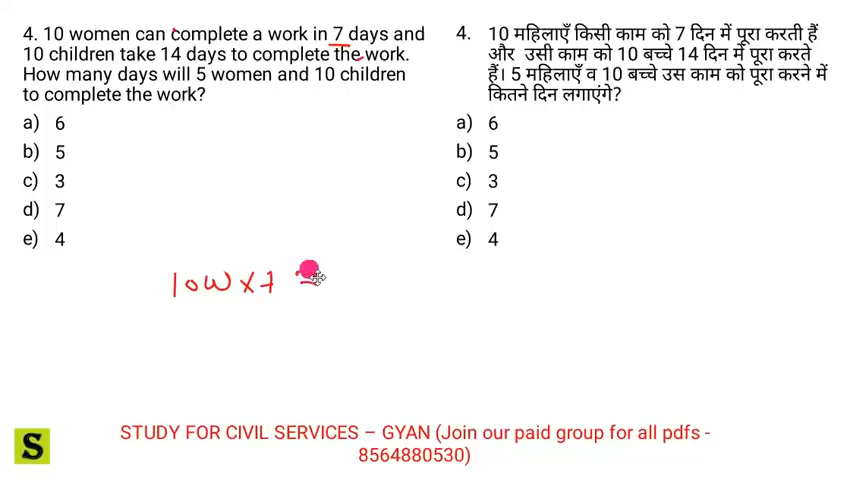 4. 10 women can complete a work in 7 days and
10 children take 14 days to complete the work.
How many days will 5 women and 10 children
to complete the work?
a) 6
b) 5
c) 3
d) 7
e) 4
4. 10 महिलाएँ किसी काम को 7 दिन में पूरा करती हैं
और उसी काम को 10 बच्चे 14 दिन में पूरा करते
हैं। 5 महिलाएँ व 10 बच्चे उस काम को पूरा करने में
कितने दिन लगाएंगे?
a) 6
b) 5
c) 3
d) 7
e) 4
10W x 7 =
S
STUDY FOR CIVIL SERVICES – GYAN (Join our paid group for all pdfs -
8564880530)